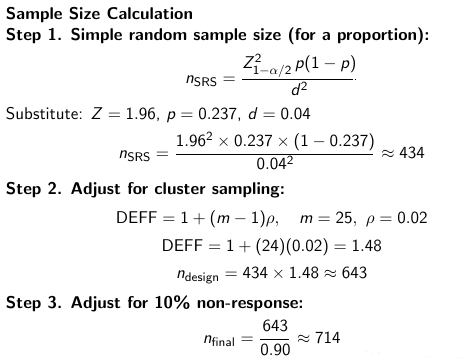 Sample Size Calculation
Step 1. Simple random sample size (for a proportion):
n_SRS = Z²_{1−α/2} p(1 − p) / d²
Substitute: Z = 1.96, p = 0.237, d = 0.04
n_SRS = 1.96² × 0.237 × (1 − 0.237) / 0.04² ≈ 434
Step 2. Adjust for cluster sampling:
DEFF = 1 + (m − 1)ρ, m = 25, ρ = 0.02
DEFF = 1 + (24)(0.02) = 1.48
n_design = 434 × 1.48 ≈ 643
Step 3. Adjust for 10% non-response:
n_final = 643 / 0.90 ≈ 714